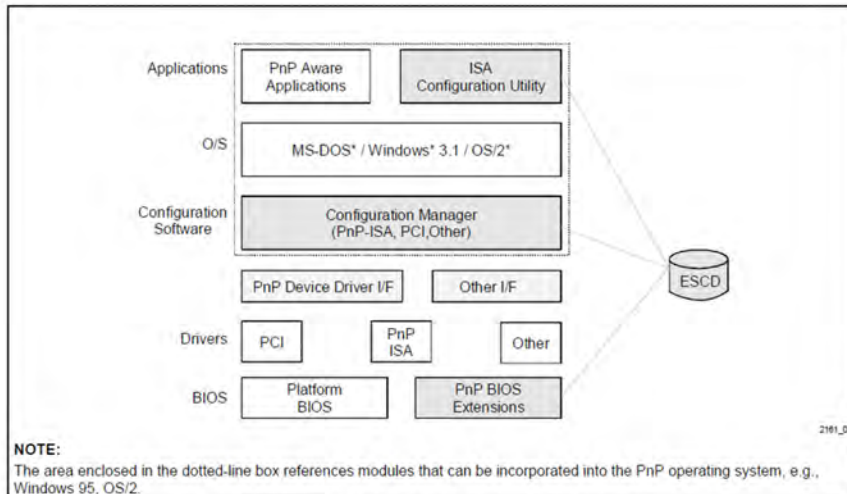 Applications
PnP Aware
Applications
ISA
Configuration Utility
O/S
MS-DOS* / Windows* 3.1 / OS/2*
Configuration
Software
Configuration Manager
(PnP-ISA, PCI,Other)
ESCD
PnP Device Driver I/F
Other I/F
Drivers
PCI
PnP
ISA
Other
BIOS
Platform
BIOS
PnP BIOS
Extensions
2161_0
NOTE:
The area enclosed in the dotted-line box references modules that can be incorporated into the PnP operating system, e.g.,
Windows 95, OS/2.